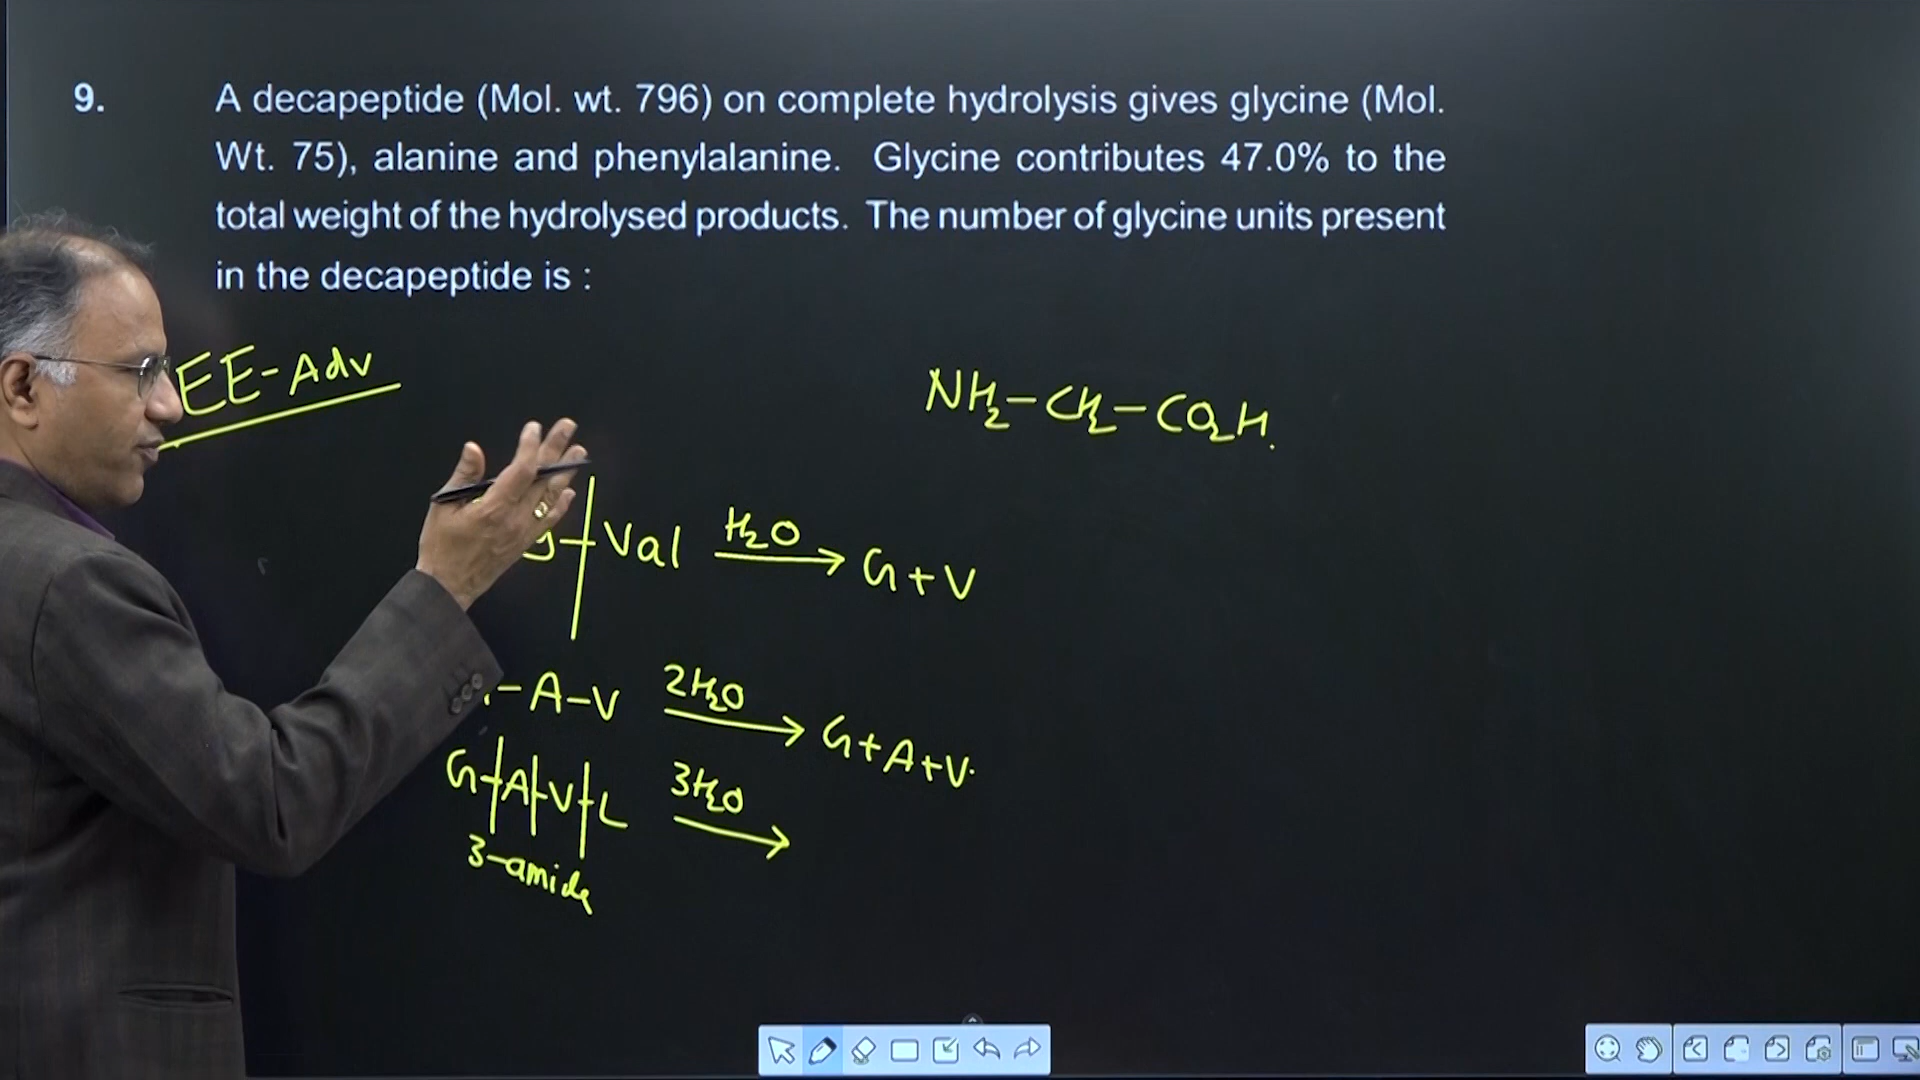 9. A decapeptide (Mol. wt. 796) on complete hydrolysis gives glycine (Mol.
Wt. 75), alanine and phenylalanine. Glycine contributes 47.0% to the
total weight of the hydrolysed products. The number of glycine units present
in the decapeptide is :
EE-Adv
NH₂-CH₂-CO₂H.
Val H₂O → G+V
-A-V 2H₂O → G+A+V.
G-A-V-L 3H₂O →
3-amide